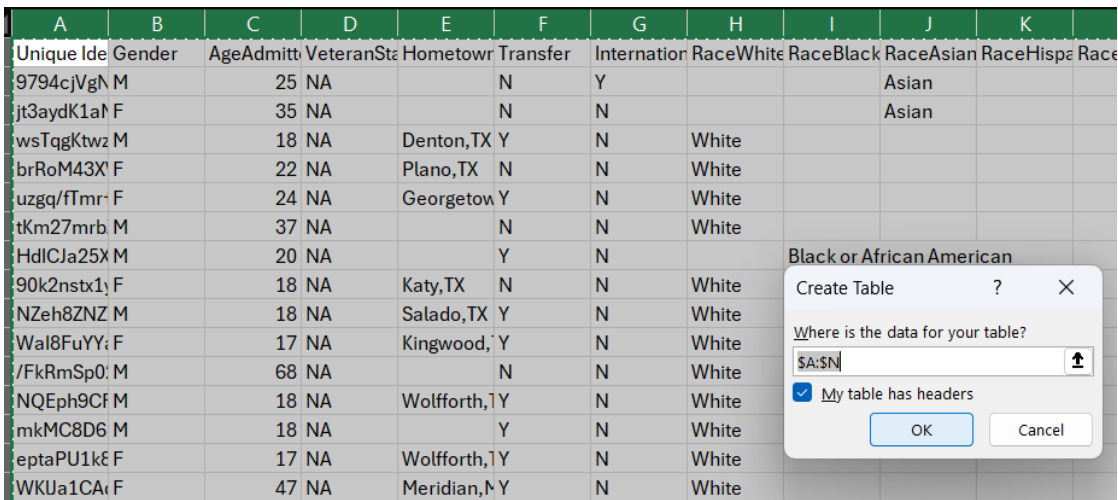 A B C D E F G H I J K
Unique Ide Gender AgeAdmitt VeteranSta Hometown Transfer Internation RaceWhite RaceBlack RaceAsian RaceHispa Race
9794cjVgN M 25 NA N Y Asian
jt3aydK1aN F 35 NA N N Asian
wsTqgKtwz M 18 NA Denton,TX Y N White
brRoM43X F 22 NA Plano,TX N N White
uzgq/fTmr F 24 NA Georgetow Y N White
tKm27mrb M 37 NA N N White
HdlCJa25X M 20 NA Y N Black or African American
90k2nstx1y F 18 NA Katy,TX N N White
NZeh8ZNZ M 18 NA Salado,TX Y N White
Wal8FuYYa F 17 NA Kingwood, Y N White
/FkRmSp0 M 68 NA N N White
NQEph9CF M 18 NA Wolfforth,T Y N White
mkMC8D6 M 18 NA Y N White
eptaPU1k8 F 17 NA Wolfforth,T Y N White
WKUa1CA F 47 NA Meridian,M Y N White
Create Table ? ×
Where is the data for your table?
$A:$N
My table has headers
OK Cancel